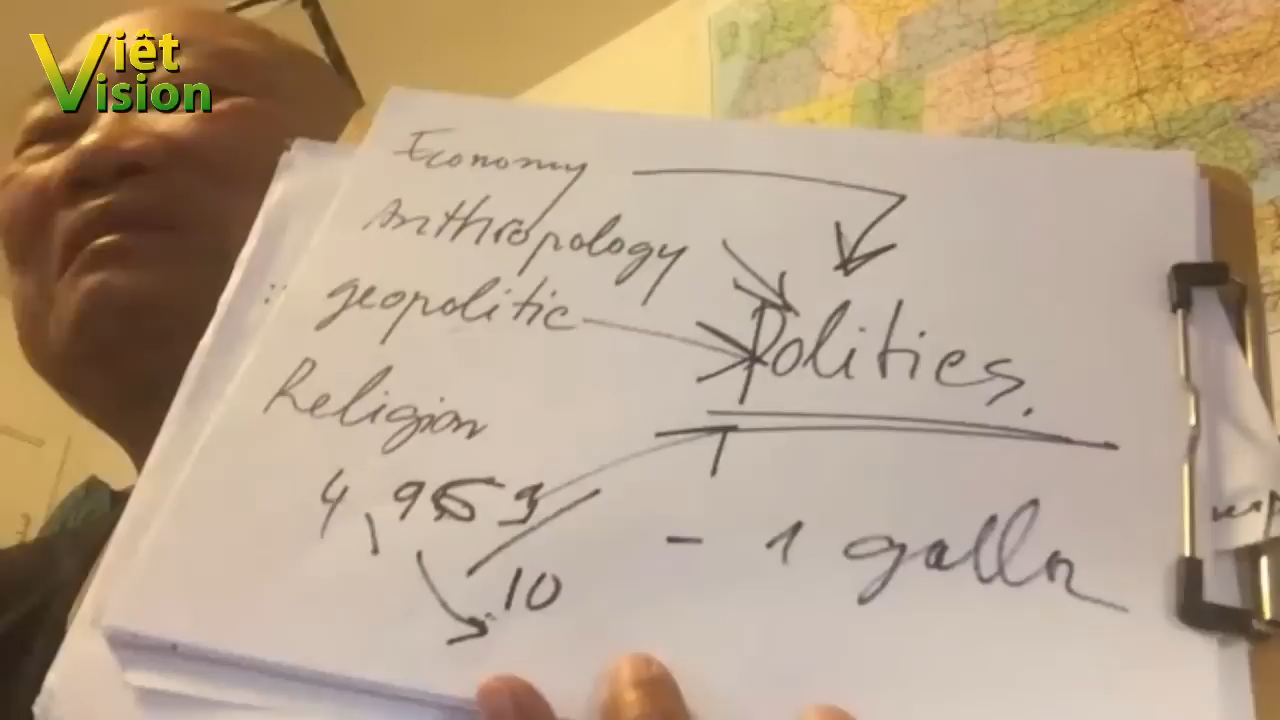 Việt
Vision
Economy
Anthropology
geopolitic
Religion
Politics.
4, 953
10
- 1 gallon